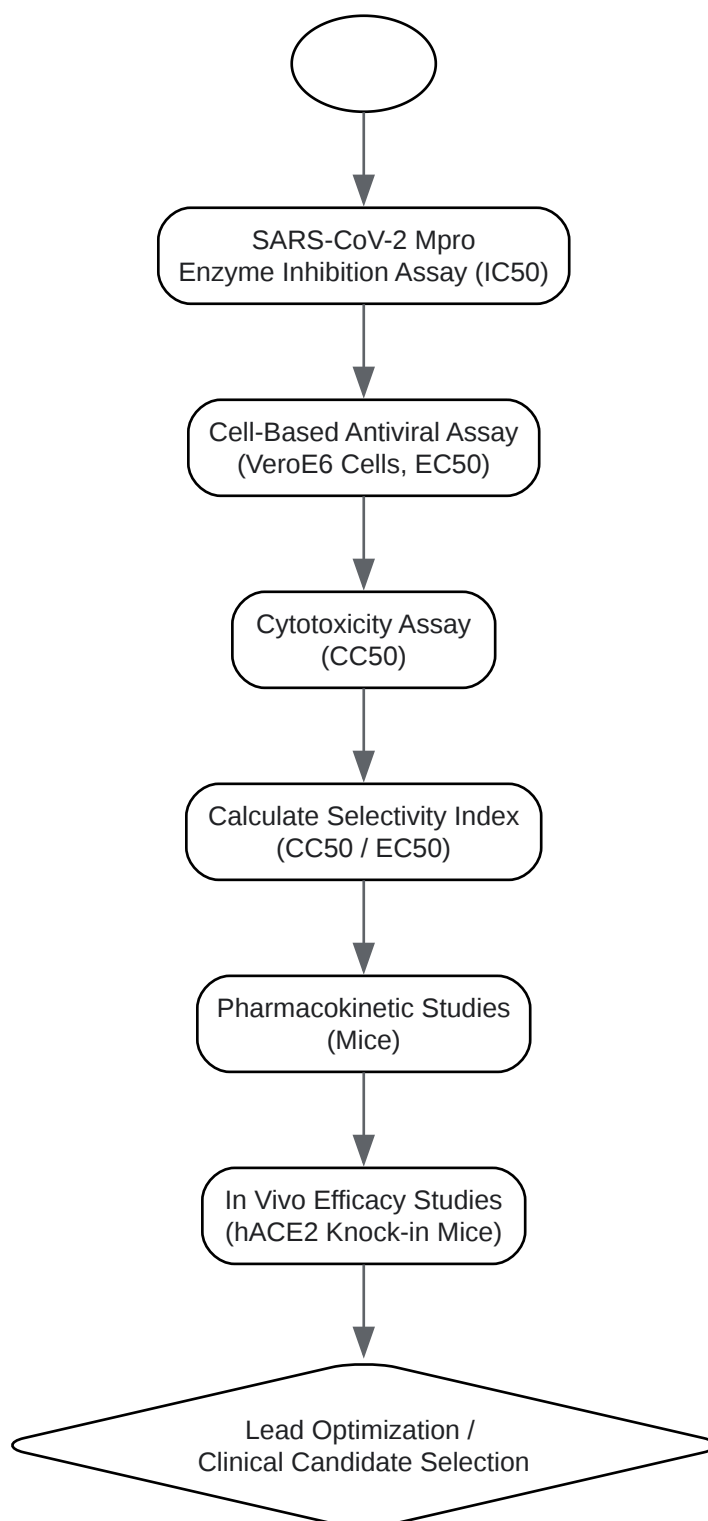 SARS-CoV-2 Mpro
Enzyme Inhibition Assay (IC50)
Cell-Based Antiviral Assay
(VeroE6 Cells, EC50)
Cytotoxicity Assay
(CC50)
Calculate Selectivity Index
(CC50 / EC50)
Pharmacokinetic Studies
(Mice)
In Vivo Efficacy Studies
(hACE2 Knock-in Mice)
Lead Optimization /
Clinical Candidate Selection